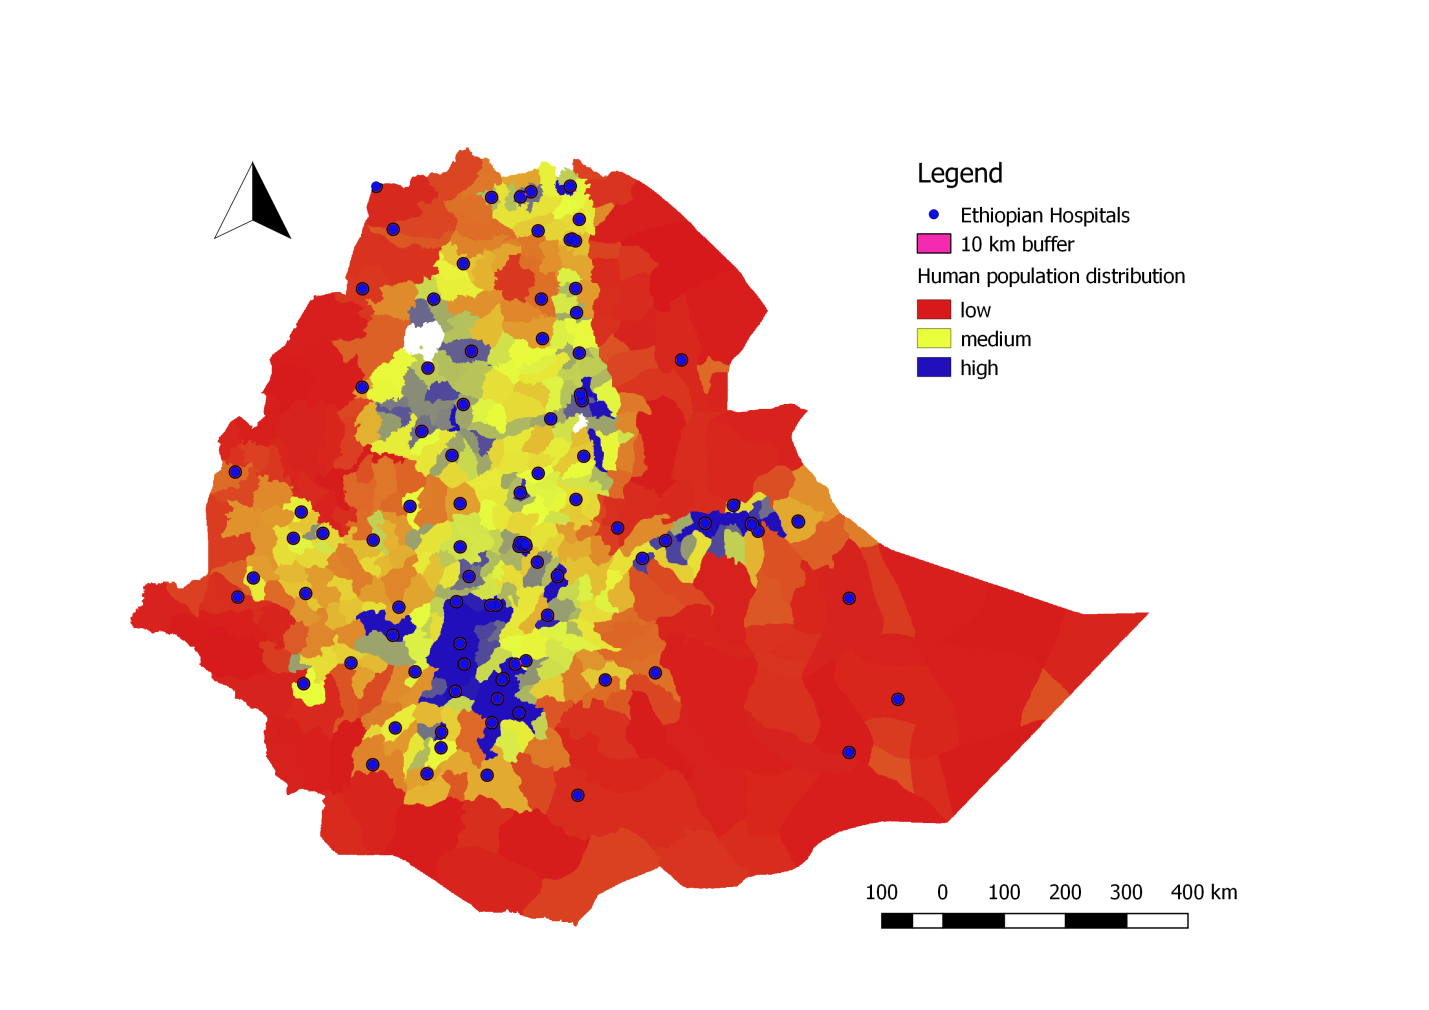 Legend
Ethiopian Hospitals
10 km buffer
Human population distribution
low
medium
high
100 0 100 200 300 400 km